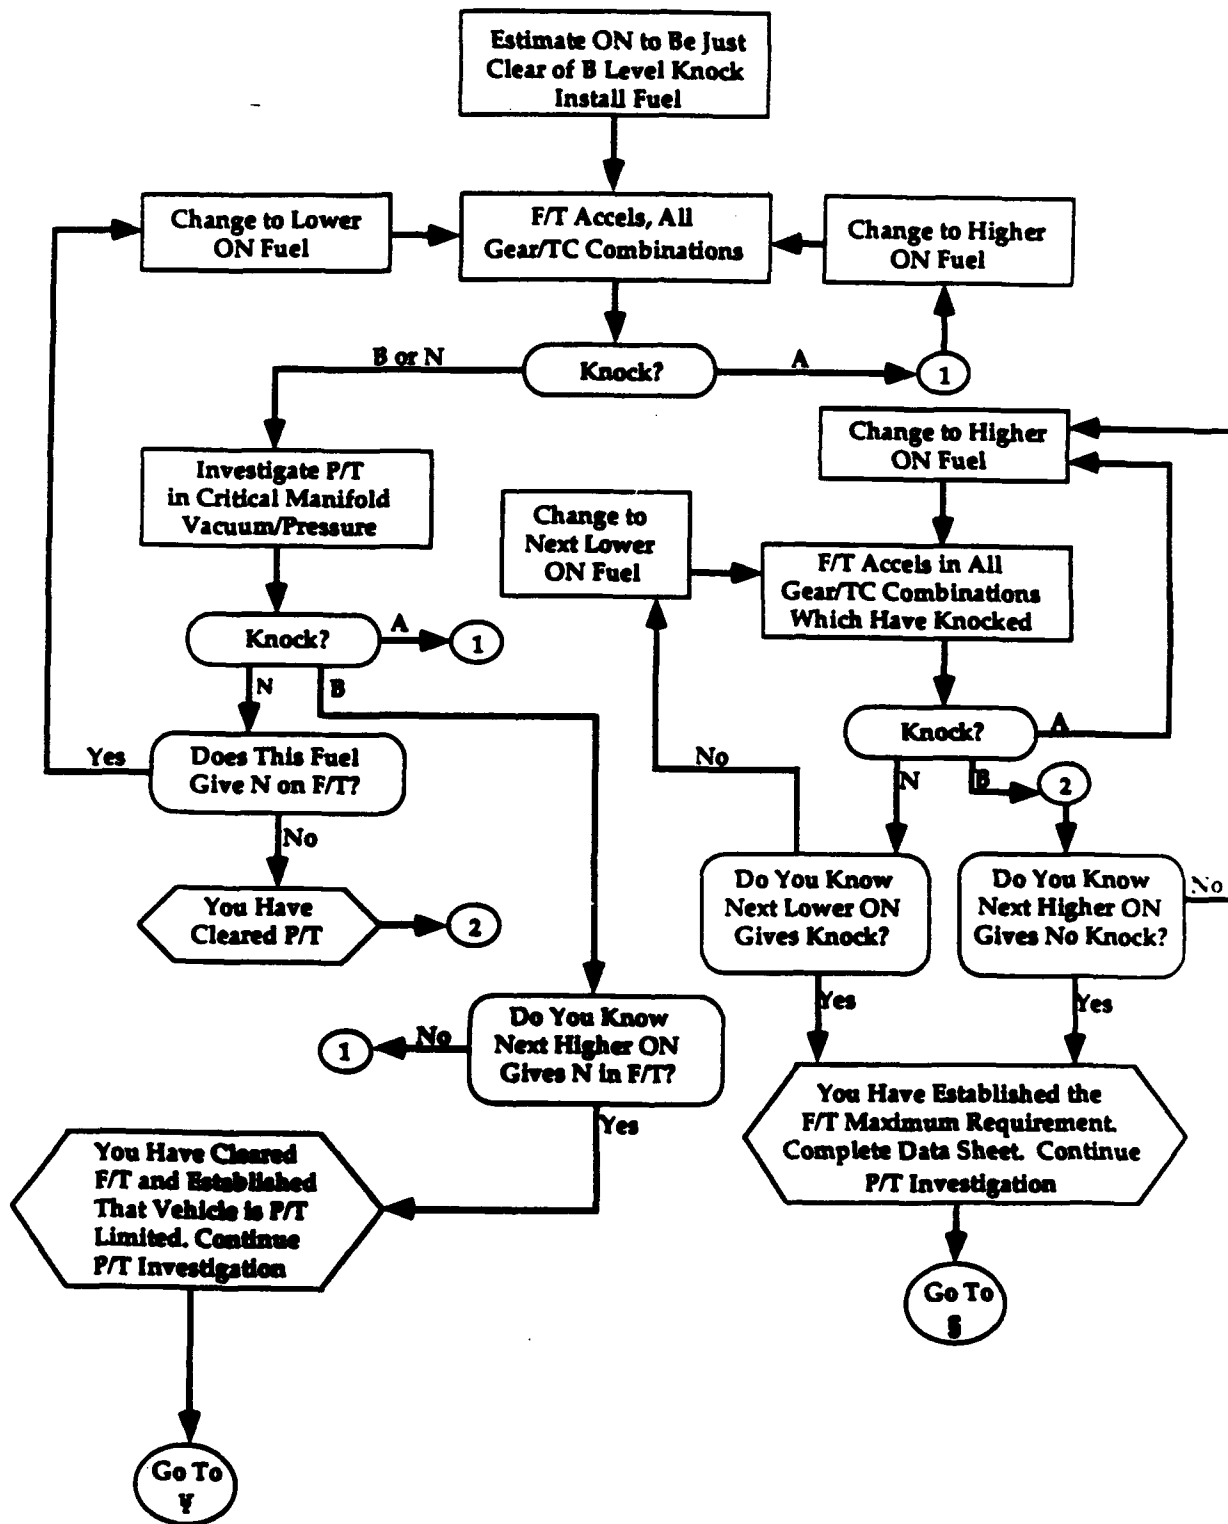 Estimate ON to Be Just
Clear of B Level Knock
Install Fuel
Change to Lower
ON Fuel
F/T Accels, All
Gear/TC Combinations
Change to Higher
ON Fuel
B or N
Knock?
A
1
Investigate P/T
in Critical Manifold
Vacuum/Pressure
Change to Higher
ON Fuel
Change to
Next Lower
ON Fuel
F/T Accels in All
Gear/TC Combinations
Which Have Knocked
Knock?
A
1
N
B
Knock?
A
Yes
Does This Fuel
Give N on F/T?
No
N
B
2
No
You Have
Cleared P/T
2
Do You Know
Next Lower ON
Gives Knock?
Do You Know
Next Higher ON
Gives No Knock?
No
Yes
Yes
1
No
Do You Know
Next Higher ON
Gives N in F/T?
Yes
You Have Established the
F/T Maximum Requirement.
Complete Data Sheet. Continue
P/T Investigation
You Have Cleared
F/T and Established
That Vehicle is P/T
Limited. Continue
P/T Investigation
Go To
S
Go To
Y